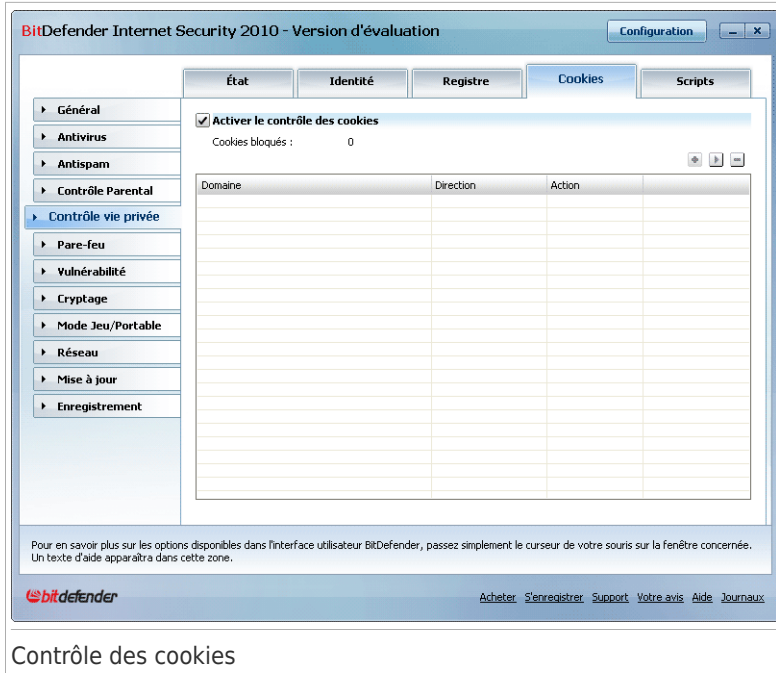 BitDefender Internet Security 2010 - Version d'évaluation
Configuration
État
Identité
Registre
Cookies
Scripts
Général
Antivirus
Antispam
Contrôle Parental
Contrôle vie privée
Pare-feu
Vulnérabilité
Cryptage
Mode Jeu/Portable
Réseau
Mise à jour
Enregistrement
Activer le contrôle des cookies
Cookies bloqués : 0
Domaine Direction Action
Pour en savoir plus sur les options disponibles dans l'interface utilisateur BitDefender, passez simplement le curseur de votre souris sur la fenêtre concernée.
Un texte d'aide apparaîtra dans cette zone.
bitdefender
Acheter S'enregistrer Support Votre avis Aide Journaux
Contrôle des cookies